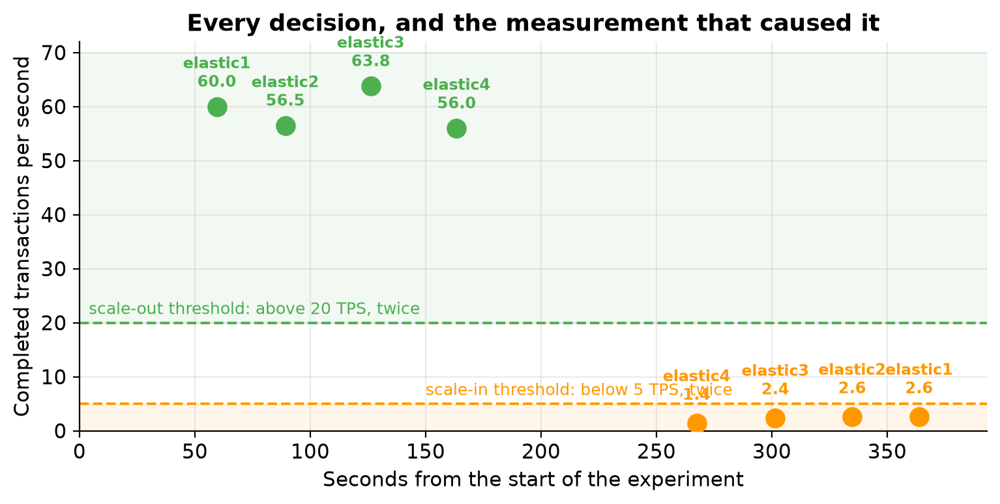 Every decision, and the measurement that caused it
Completed transactions per second
70
60
50
40
30
20
10
0
elastic1
60.0
elastic2
56.5
elastic3
63.8
elastic4
56.0
scale-out threshold: above 20 TPS, twice
scale-in threshold: below 5 TPS, twice
elastic4
1.4
elastic3
2.4
elastic2
2.6
elastic1
2.6
0 50 100 150 200 250 300 350
Seconds from the start of the experiment